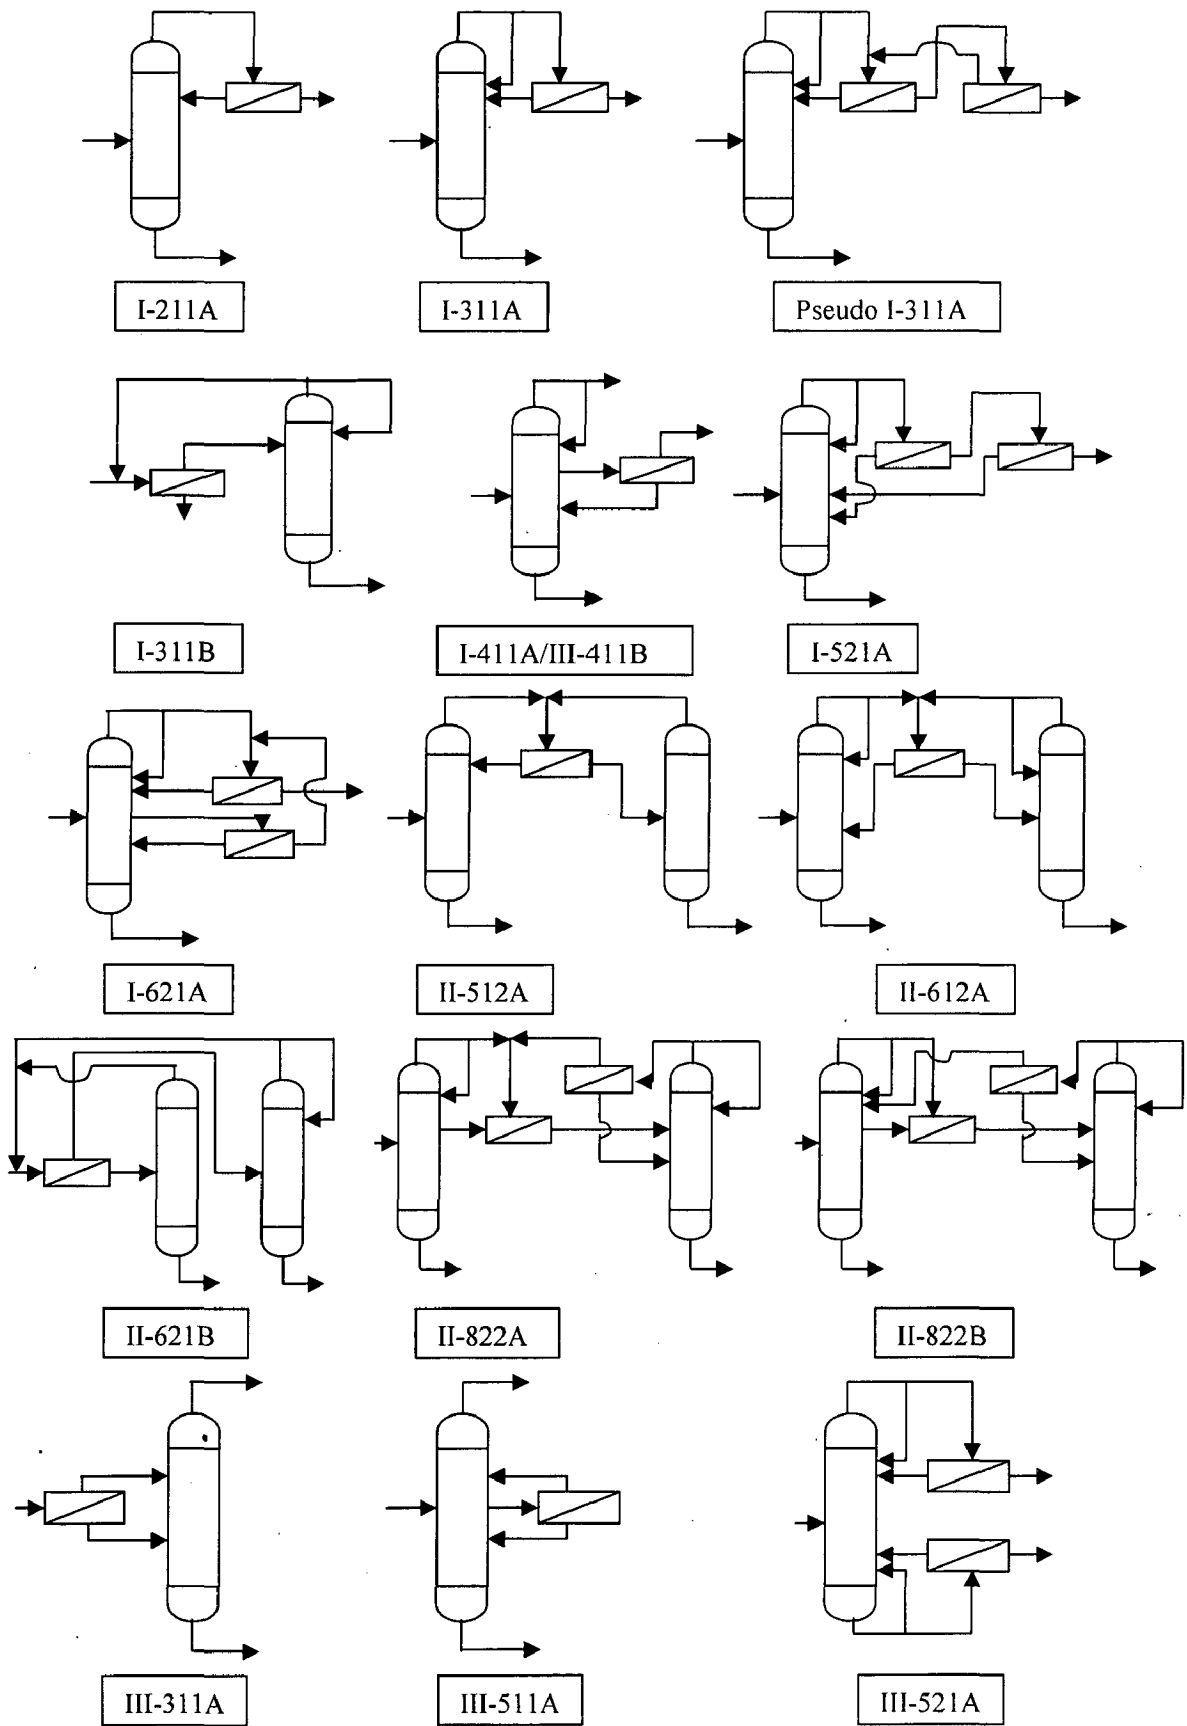 I-211A
I-311A
Pseudo I-311A
I-311B
I-411A/III-411B
I-521A
I-621A
II-512A
II-612A
II-621B
II-822A
II-822B
III-311A
III-511A
III-521A